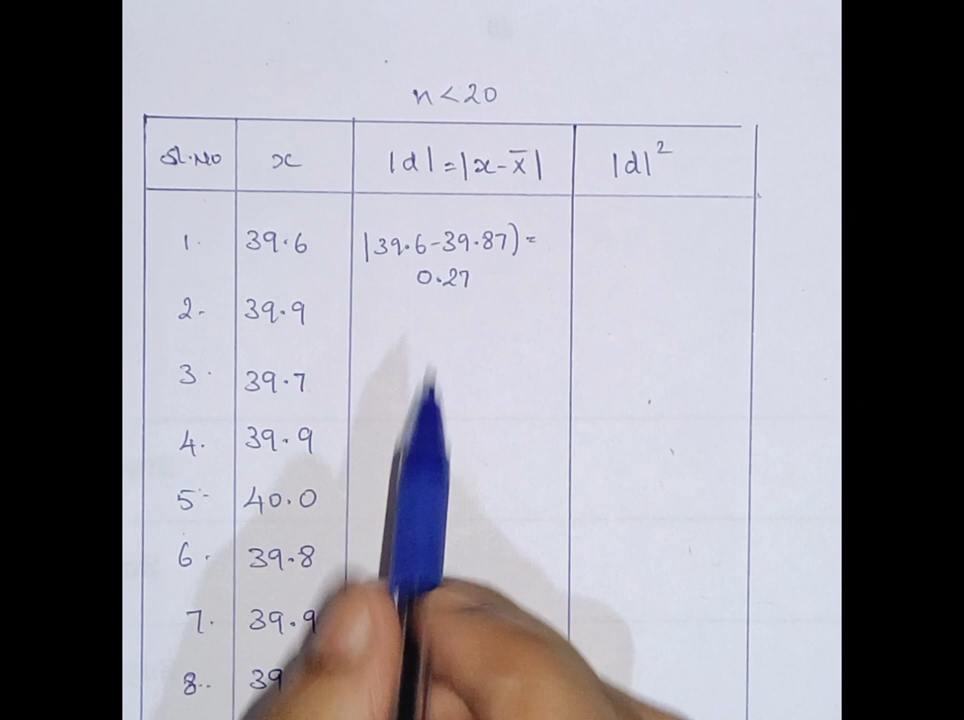 n<20
Sl.No x |d|=|x-x̄| |d|²
1. 39.6 |39.6-39.87)=
0.27
2. 39.9
3. 39.7
4. 39.9
5. 40.0
6. 39.8
7. 39.9
8. 39